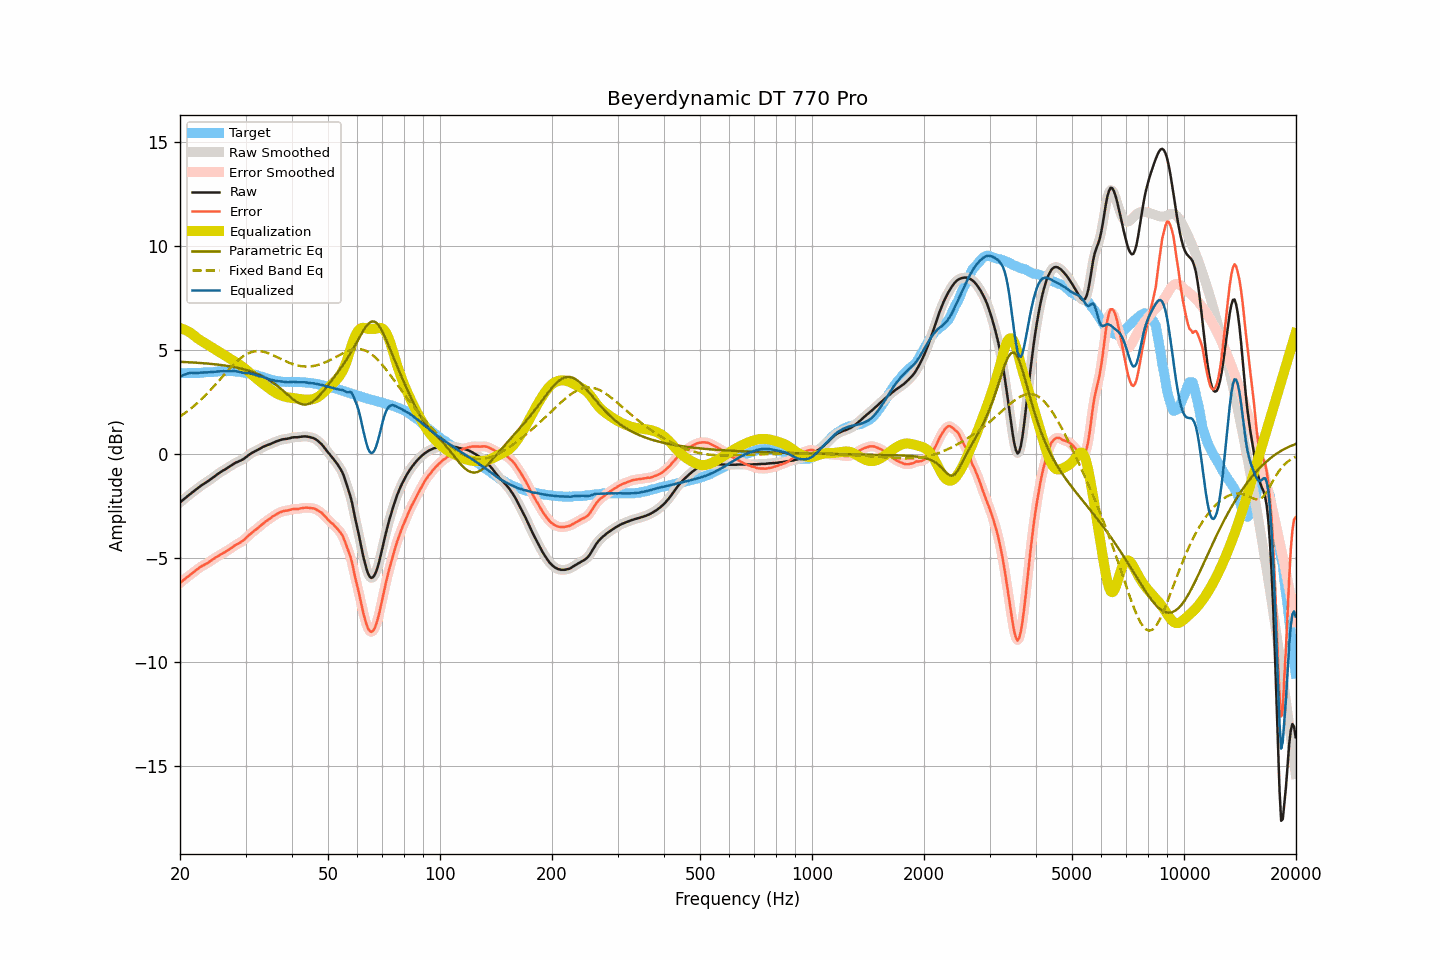 Beyerdynamic DT 770 Pro
Target
Raw Smoothed
Error Smoothed
Raw
Error
Equalization
Parametric Eq
Fixed Band Eq
Equalized
15
10
5
0
−5
−10
−15
Amplitude (dBr)
20 50 100 200 500 1000 2000 5000 10000 20000
Frequency (Hz)